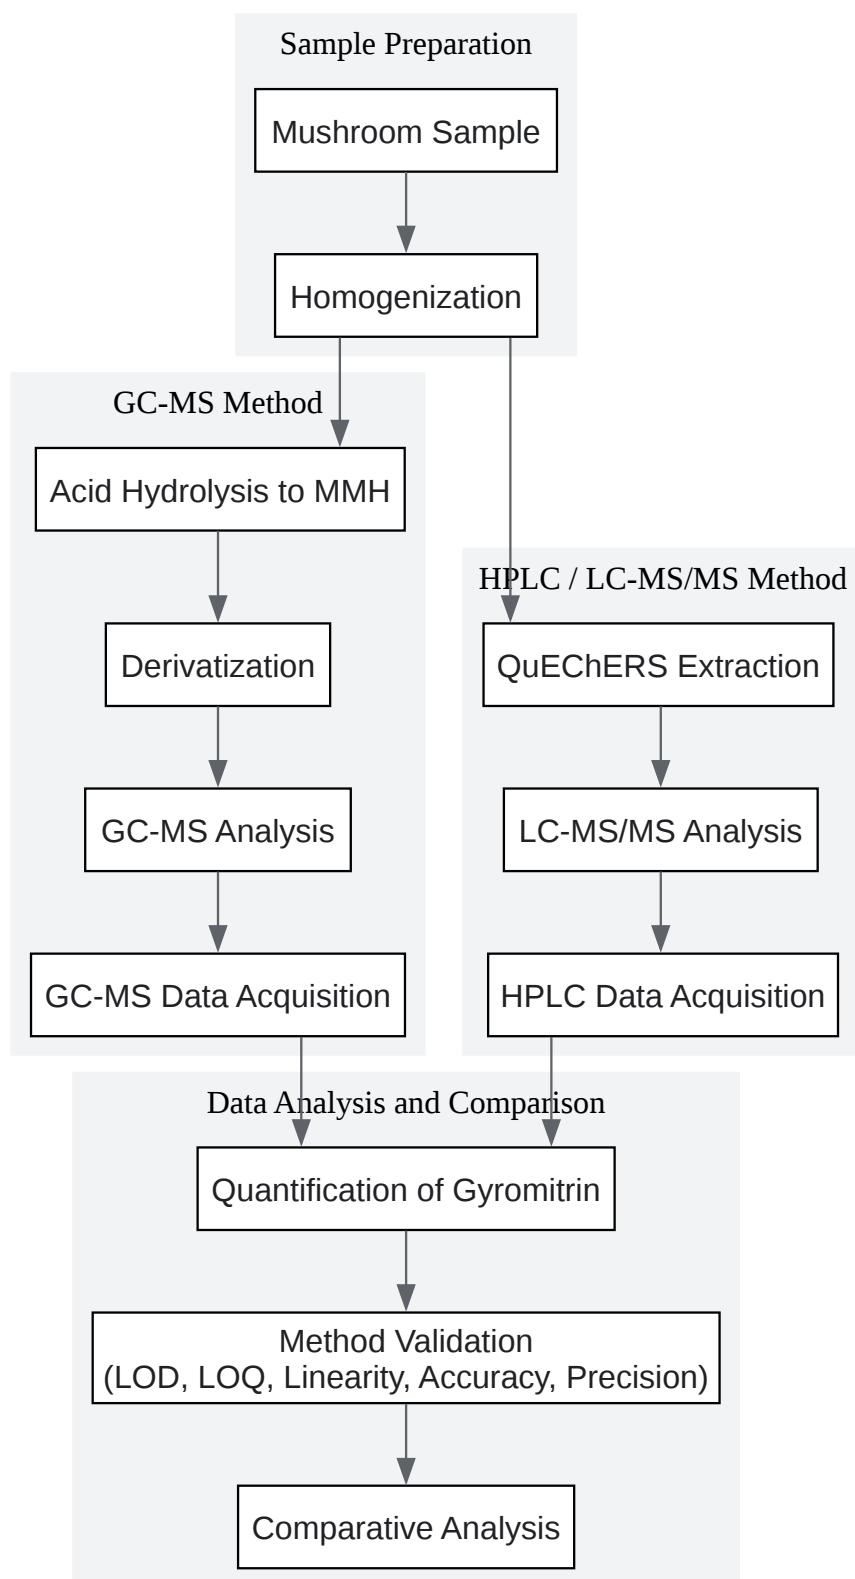 Sample Preparation
Mushroom Sample
Homogenization
GC-MS Method
Acid Hydrolysis to MMH
Derivatization
GC-MS Analysis
GC-MS Data Acquisition
HPLC / LC-MS/MS Method
QuEChERS Extraction
LC-MS/MS Analysis
HPLC Data Acquisition
Data Analysis and Comparison
Quantification of Gyromitrin
Method Validation
(LOD, LOQ, Linearity, Accuracy, Precision)
Comparative Analysis